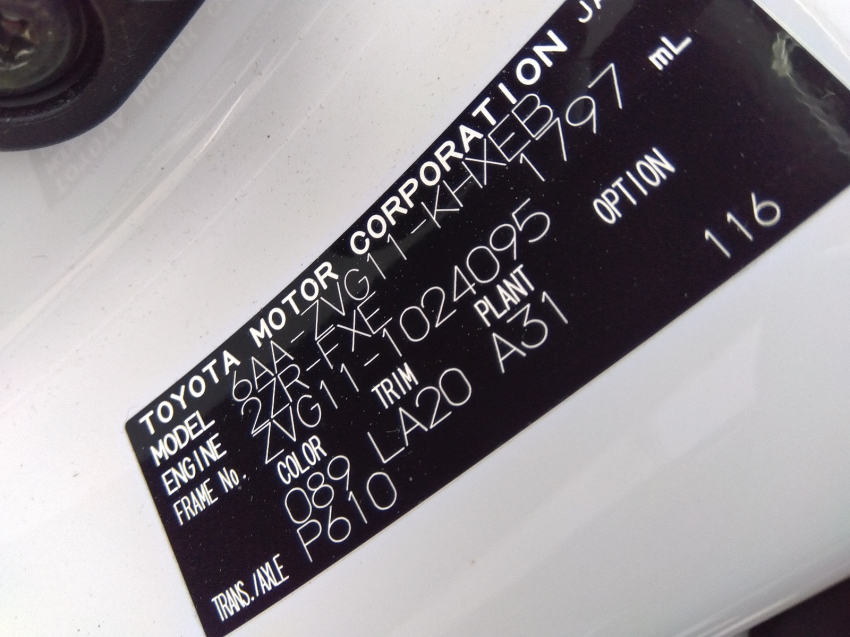 TOYOTA MOTOR CORPORATION JA
MODEL 6AA-ZVG11-KHXEB
ENGINE 2ZR-FXE 1797 mL
FRAME No. ZVG11-1024095
COLOR TRIM PLANT OPTION
089 LA20 A31 116
TRANS./AXLE P610